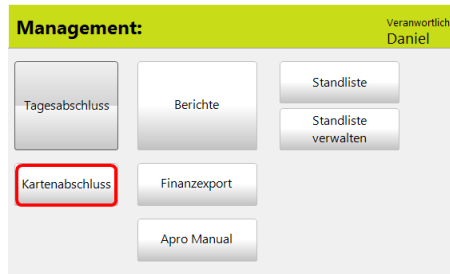 Management:
Veranwortlich
Daniel
Tagesabschluss
Berichte
Standliste
Standliste
verwalten
Kartenabschluss
Finanzexport
Apro Manual